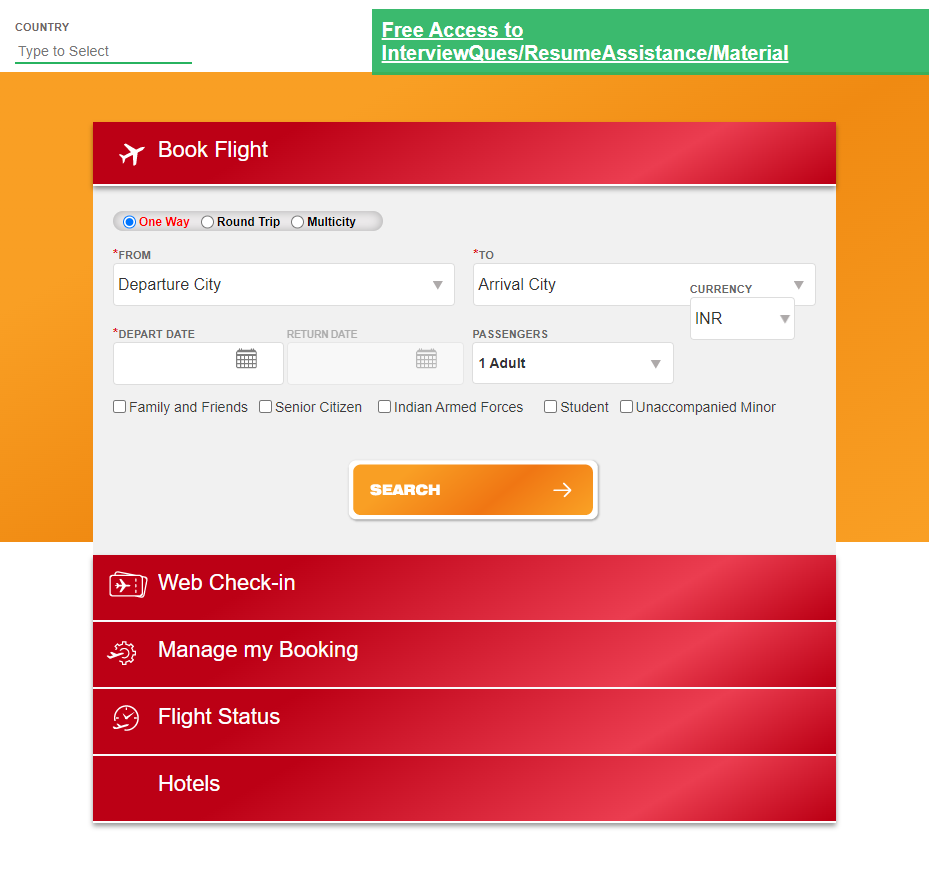 COUNTRY
Type to Select
Free Access to
InterviewQues/ResumeAssistance/Material
Book Flight
One Way Round Trip Multicity
*FROM *TO
Departure City Arrival City
CURRENCY
INR
*DEPART DATE RETURN DATE PASSENGERS
1 Adult
Family and Friends Senior Citizen Indian Armed Forces Student Unaccompanied Minor
SEARCH
Web Check-in
Manage my Booking
Flight Status
Hotels